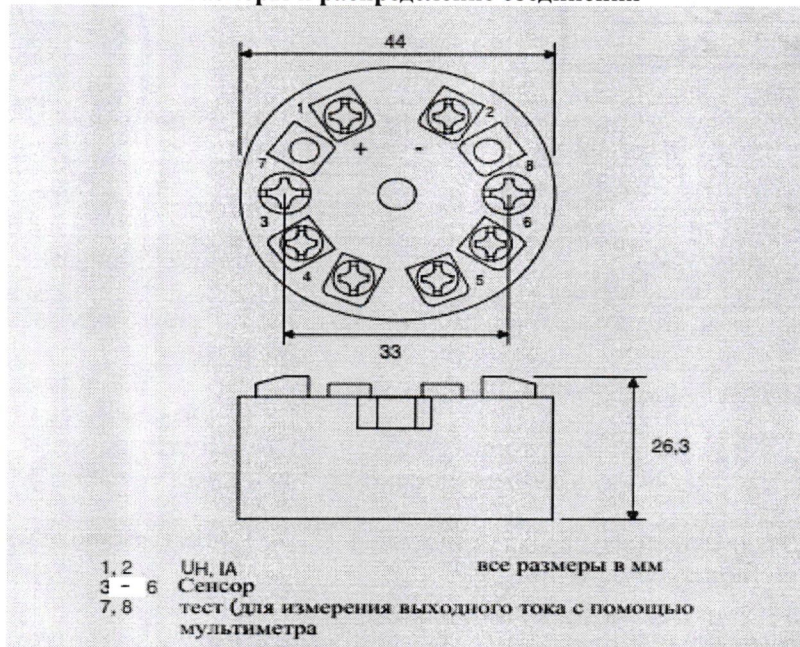 44
1
2
+ -
7
8
3
6
4
5
33
26,3
1, 2 UH, IA
все размеры в мм
3 - 6 Сенсор
7, 8 тест (для измерения выходного тока с помощью
мультиметра